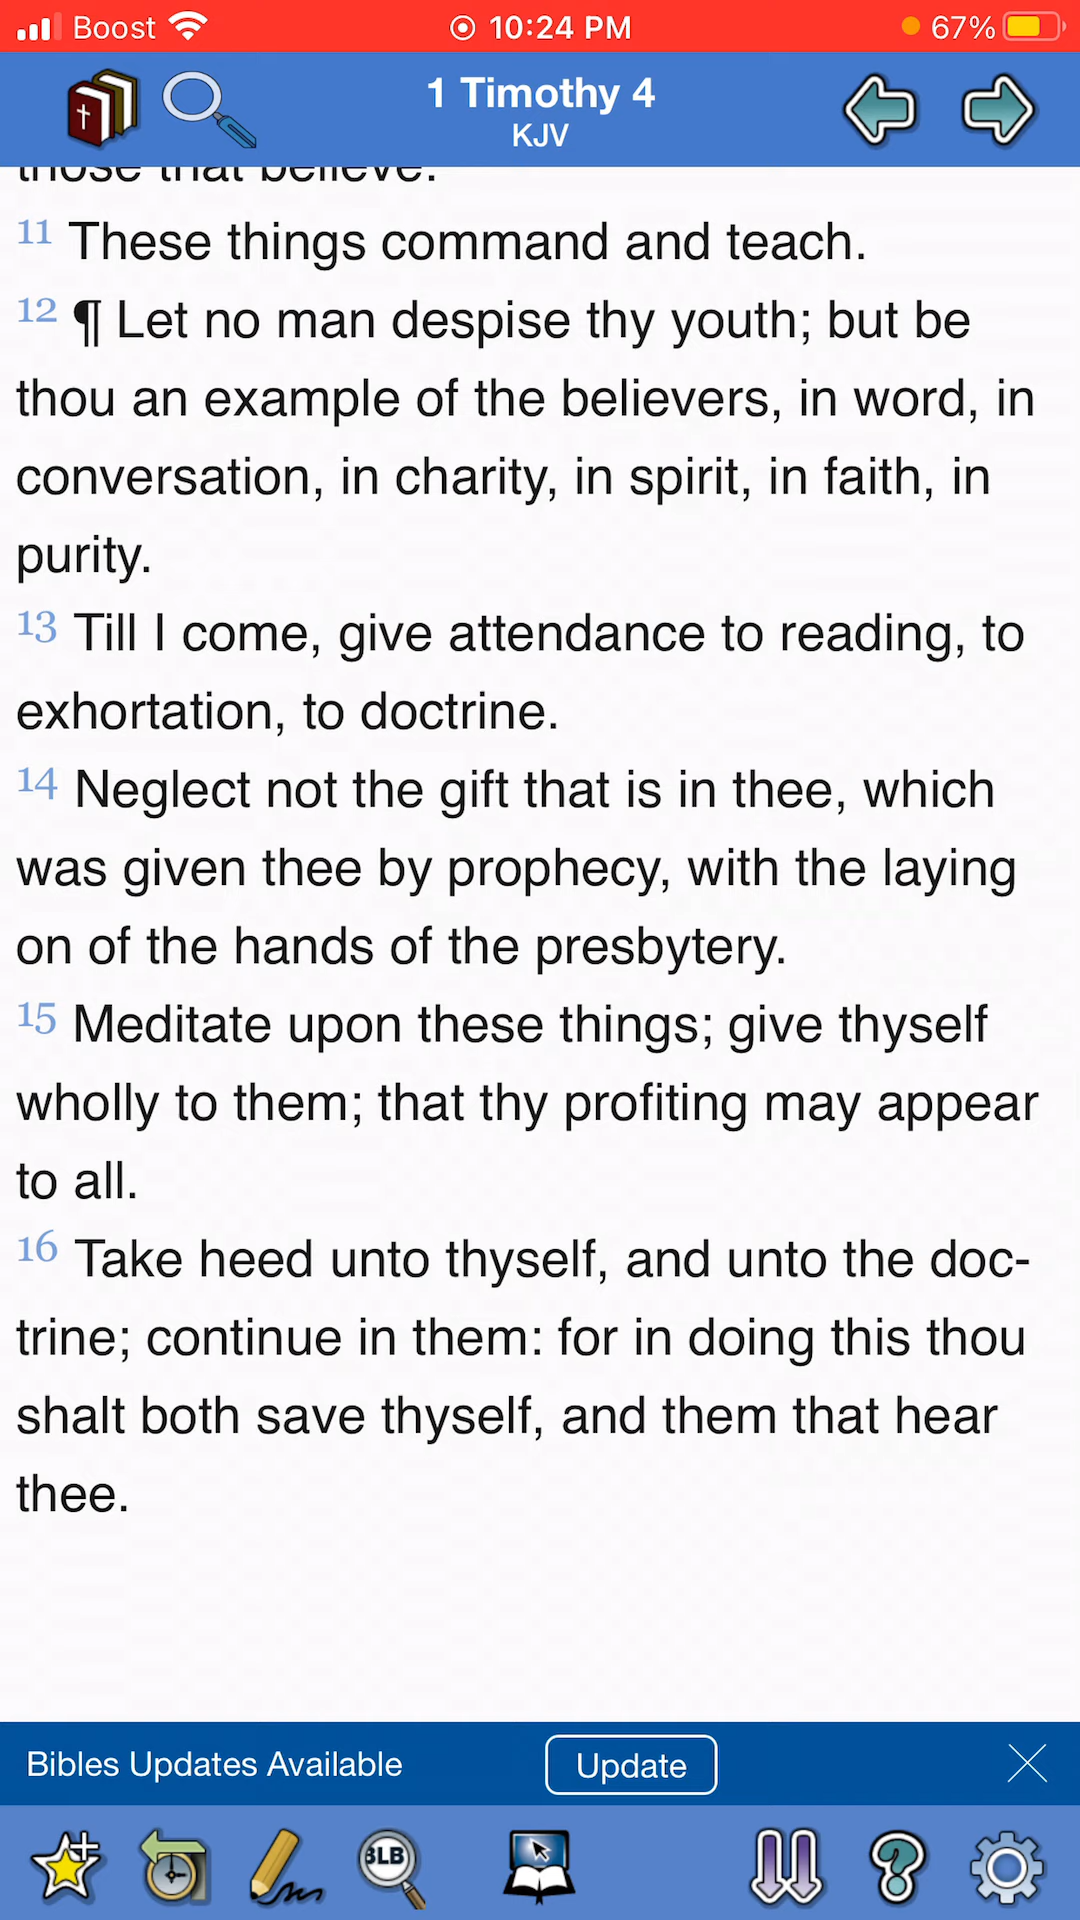 Boost 10:24 PM 67%
1 Timothy 4
KJV
those that believe.
11 These things command and teach.
12 ¶ Let no man despise thy youth; but be
thou an example of the believers, in word, in
conversation, in charity, in spirit, in faith, in
purity.
13 Till I come, give attendance to reading, to
exhortation, to doctrine.
14 Neglect not the gift that is in thee, which
was given thee by prophecy, with the laying
on of the hands of the presbytery.
15 Meditate upon these things; give thyself
wholly to them; that thy profiting may appear
to all.
16 Take heed unto thyself, and unto the doc-
trine; continue in them: for in doing this thou
shalt both save thyself, and them that hear
thee.
Bibles Updates Available Update
BLB